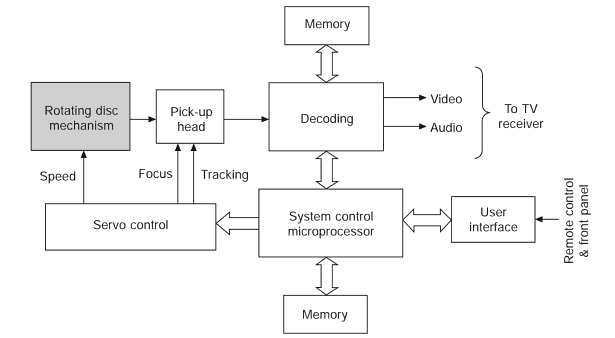 Memory
Rotating disc
mechanism
Pick-up
head
Decoding
Video
Audio
To TV
receiver
Speed
Focus
Tracking
Servo control
System control
microprocessor
User
interface
Remote control
& front panel
Memory